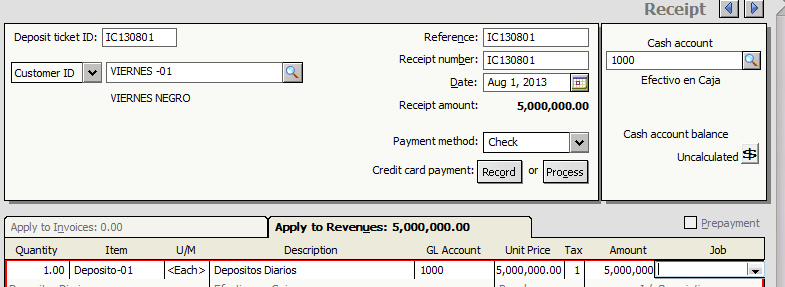 Receipt
Deposit ticket ID: IC130801
Reference: IC130801
Cash account
Customer ID VIERNES -01
Receipt number: IC130801
1000
VIERNES NEGRO
Date: Aug 1, 2013
Efectivo en Caja
Receipt amount: 5,000,000.00
Payment method: Check
Cash account balance
Uncalculated
Credit card payment: Record or Process
Apply to Invoices: 0.00 Apply to Revenues: 5,000,000.00 Prepayment
Quantity Item U/M Description GL Account Unit Price Tax Amount Job
1.00 Deposito-01 <Each> Depositos Diarios 1000 5,000,000.00 1 5,000,000